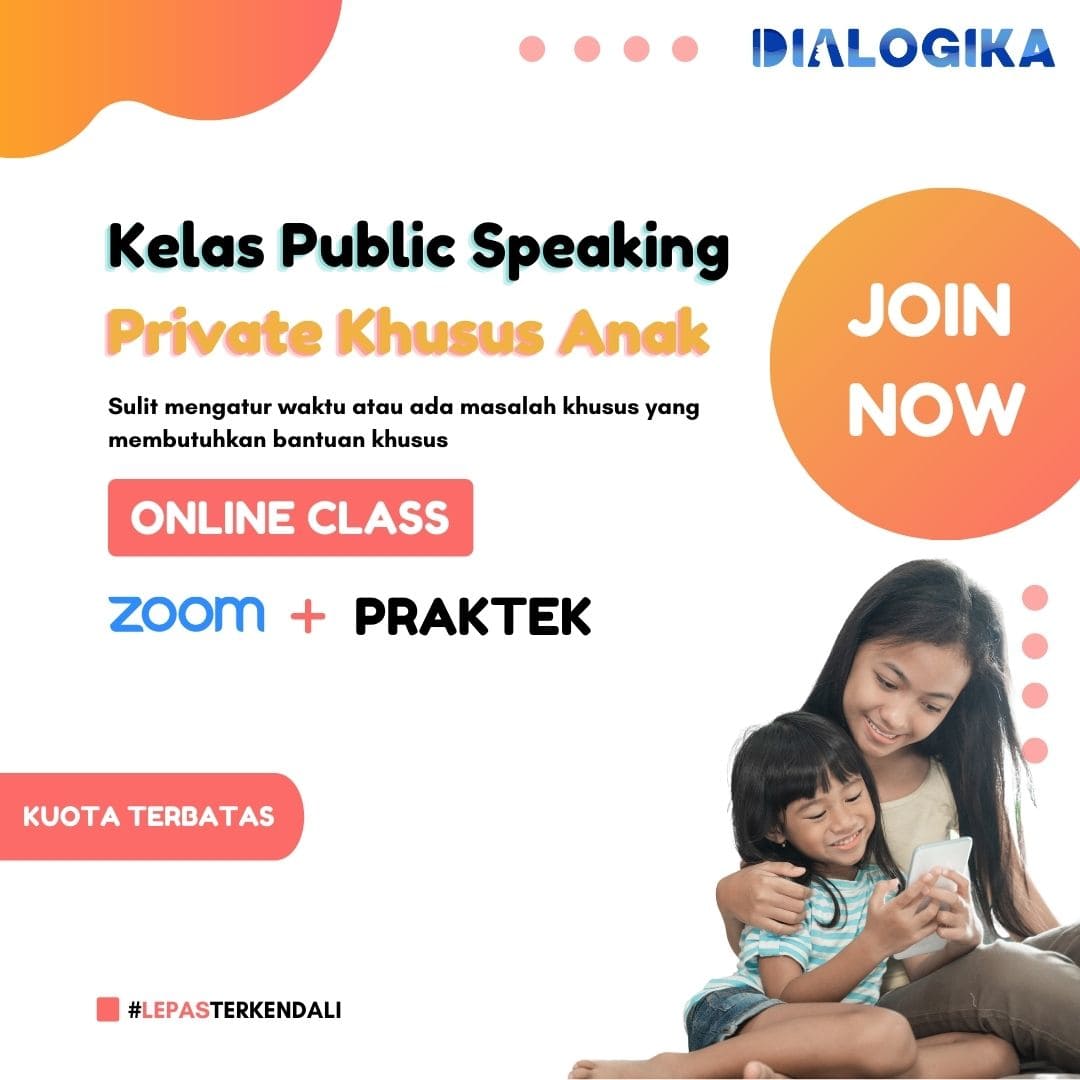 DIALOGIKA
Kelas Public Speaking
Private Khusus Anak
Sulit mengatur waktu atau ada masalah khusus yang
membutuhkan bantuan khusus
JOIN
NOW
ONLINE CLASS
zoom + PRAKTEK
KUOTA TERBATAS
#LEPASTERKENDALI